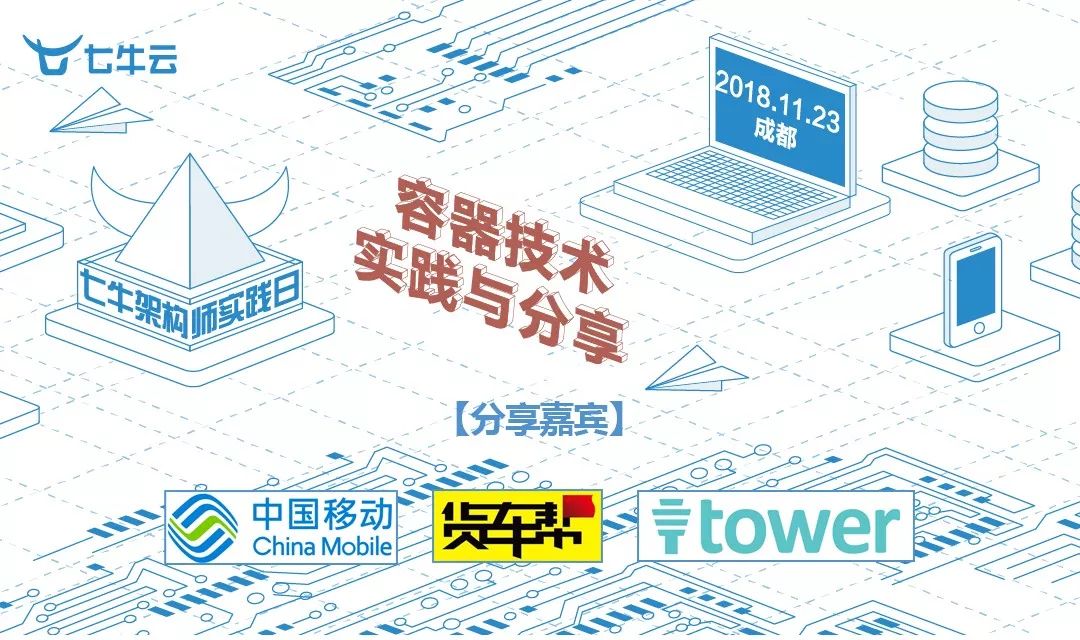 七牛云
2018.11.23
成都
容器技术
实践与分享
七牛架构师实践日
【分享嘉宾】
中国移动
China Mobile
货车帮
tower